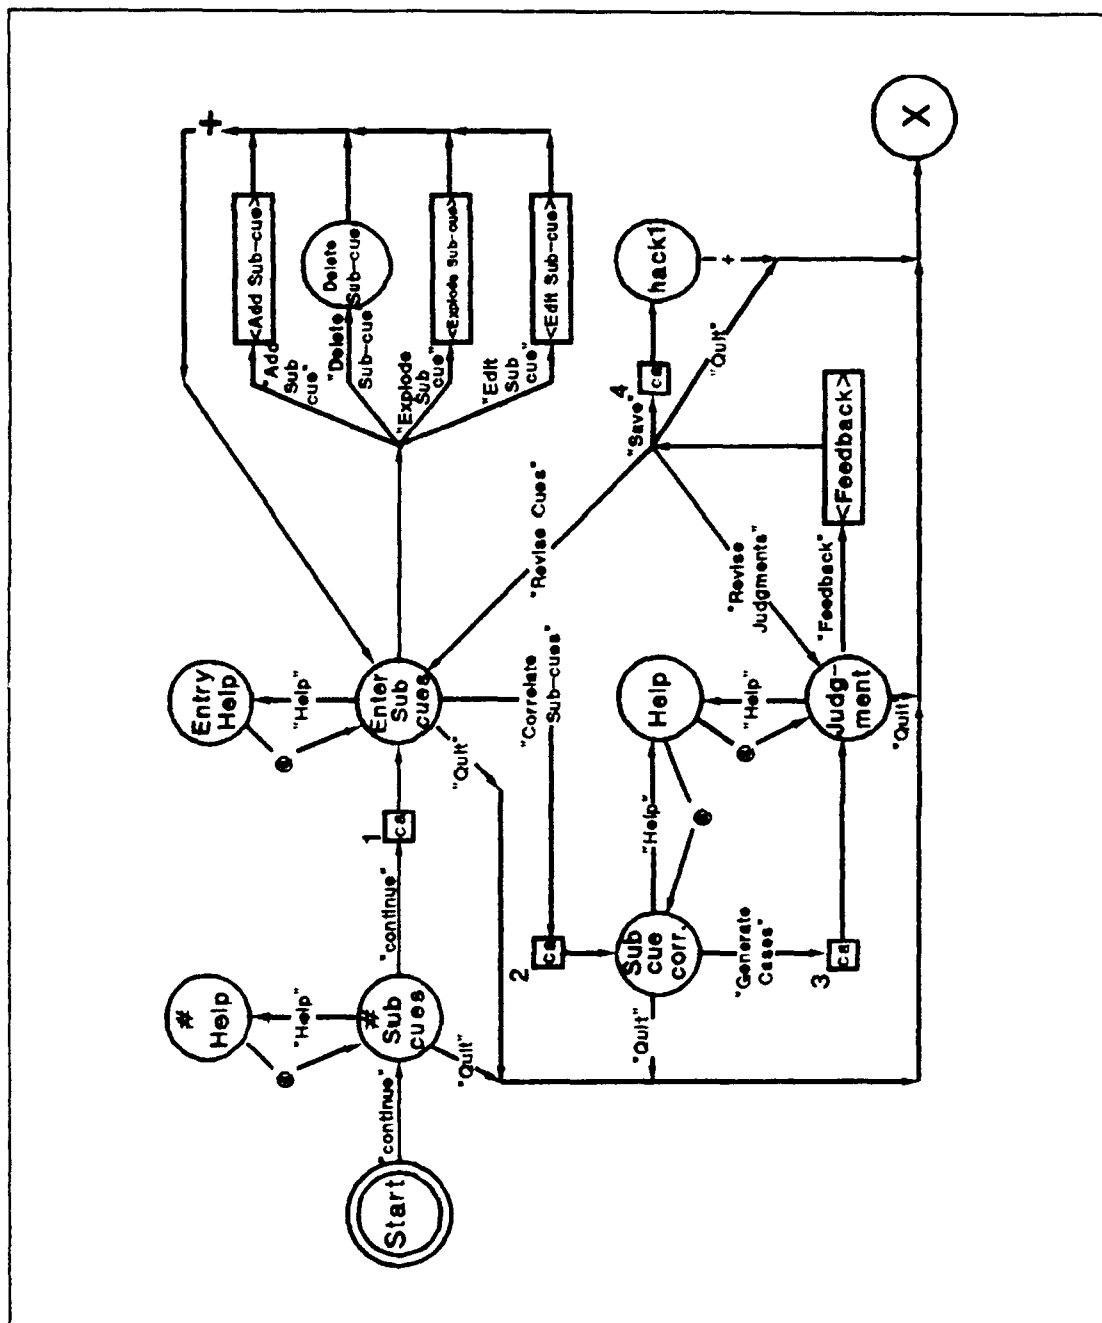 Start
"continue"
#
Sub
cues
"Help"
#
Help
@
"Quit"
"continue"
1
ca
Enter
Sub
cues
"Help"
Entry
Help
@
"Quit"
"Add
Sub
cue"
<Add Sub-cue>
"Delete
Sub-cue"
Delete
Sub-cue
"Explode
Sub
cue"
<Explode Sub-cue>
"Edit
Sub
cue"
<Edit Sub-cue>
+
"Correlate
Sub-cues"
2
ca
Sub
cue
corr.
"Help"
Help
@
"Quit"
"Generate
Cases"
3
ca
Judg-
ment
"Help"
@
"Quit"
"Feedback"
<Feedback>
"Revise
Judgments"
"Revise Cues"
"Save"
4
ca
hack1
+
"Quit"
X